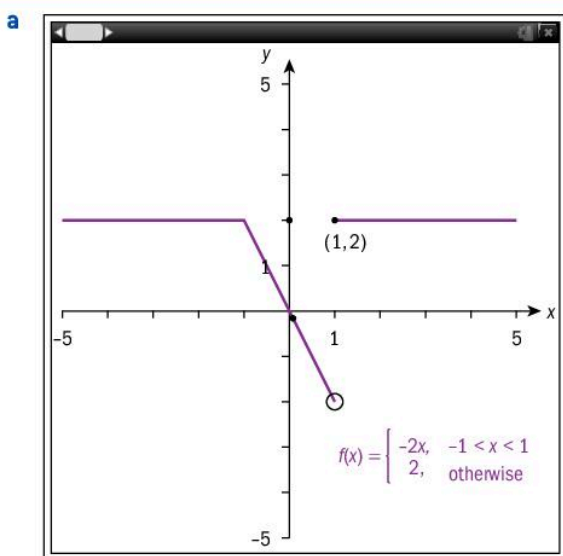 a
y
5
(1,2)
1
x
-5
1
5
f(x) = { -2x, -1 < x < 1
2, otherwise
-5